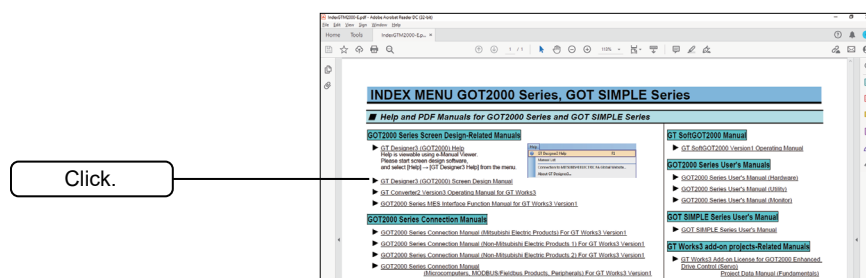 IndexGTM2000-E.pdf - Adobe Acrobat Reader DC (32-bit)
File Edit View Sign Window Help
Home Tools IndexGTM2000-E.p... ×
1 / 1 115%
INDEX MENU GOT2000 Series, GOT SIMPLE Series
■ Help and PDF Manuals for GOT2000 Series and GOT SIMPLE Series
GOT2000 Series Screen Design-Related Manuals
▶ GT Designer3 (GOT2000) Help
Help is viewable using e-Manual Viewer.
Please start screen design software,
and select [Help] → [GT Designer3 Help] from the menu.
Help
GT Designer3 Help F1
Manual List
About GT Designer3...
Click.
▶ GT Designer3 (GOT2000) Screen Design Manual
▶ GT Converter2 Version3 Operating Manual for GT Works3
▶ GOT2000 Series MES Interface Function Manual for GT Works3 Version1
GOT2000 Series Connection Manuals
▶ GOT2000 Series Connection Manual (Mitsubishi Electric Products) For GT Works3 Version1
▶ GOT2000 Series Connection Manual (Non-Mitsubishi Electric Products 1) For GT Works3 Version1
▶ GOT2000 Series Connection Manual (Non-Mitsubishi Electric Products 2) For GT Works3 Version1
▶ GOT2000 Series Connection Manual
(Microcomputers, MODBUS/Fieldbus Products, Peripherals) For GT Works3 Version1
GT SoftGOT2000 Manual
▶ GT SoftGOT2000 Version1 Operating Manual
GOT2000 Series User's Manuals
▶ GOT2000 Series User's Manual (Hardware)
▶ GOT2000 Series User's Manual (Utility)
▶ GOT2000 Series User's Manual (Monitor)
GOT SIMPLE Series User's Manual
▶ GOT SIMPLE Series User's Manual
GT Works3 add-on projects-Related Manuals
▶ GT Works3 Add-on License for GOT2000 Enhanced
Drive Control (Servo)
Project Data Manual (Fundamentals)